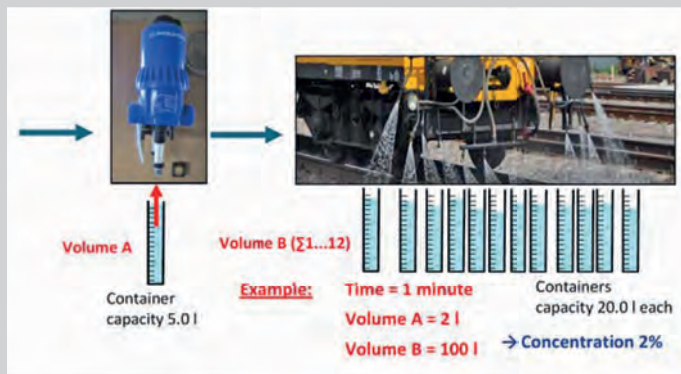 Volume A
Container
capacity 5.0 l
Volume B (∑1...12)
Example:
Time = 1 minute
Volume A = 2 l
Volume B = 100 l
Containers
capacity 20.0 l each
→ Concentration 2%